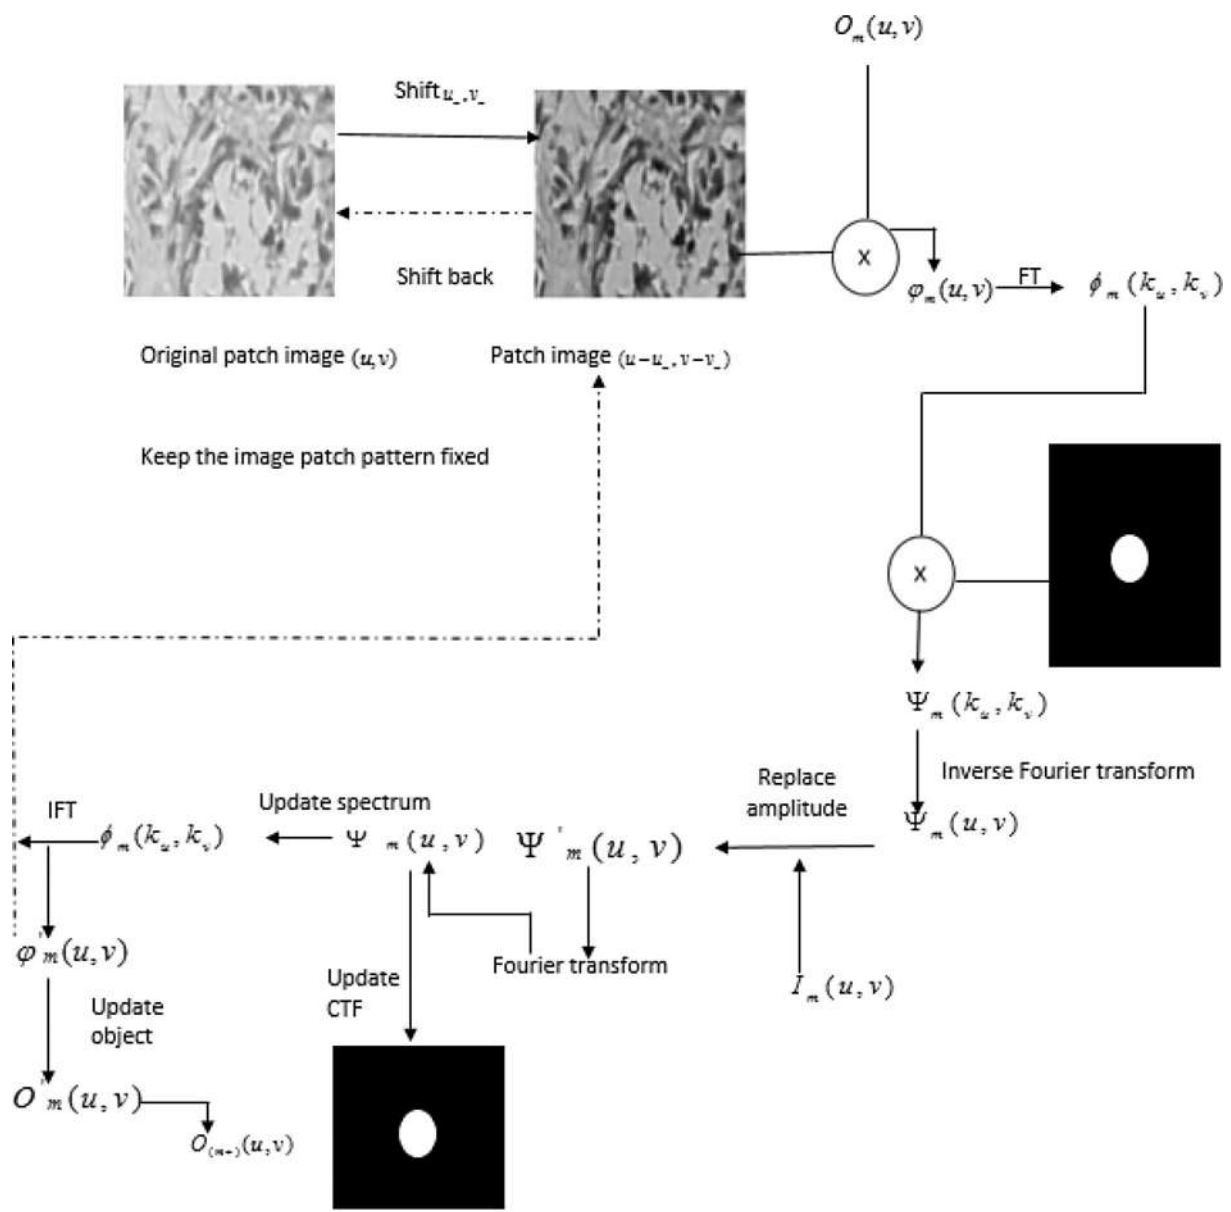 O_m(u,v)
Shift u_-,v_-
X
Shift back
φ_m(u,v)
FT
ϕ_m(k_u,k_v)
Original patch image (u,v)
Patch image (u-u_-,v-v_-)
Keep the image patch pattern fixed
X
Ψ_m(k_u,k_v)
Inverse Fourier transform
Ψ_m(u,v)
Replace
amplitude
Ψ'_m(u,v)
I_m(u,v)
Fourier transform
Ψ_m(u,v)
Update spectrum
ϕ_m(k_u,k_v)
IFT
Update
CTF
φ'_m(u,v)
Update
object
O'_m(u,v)
O_(m+)(u,v)